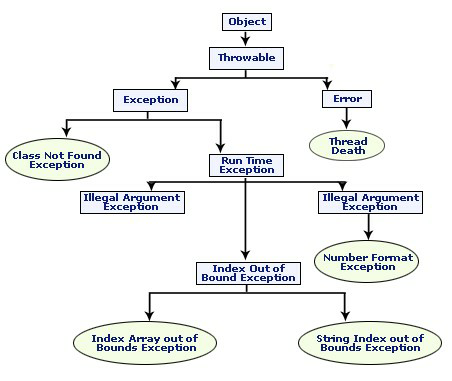 Object
Throwable
Exception
Error
Class Not Found
Exception
Run Time
Exception
Thread
Death
Illegal Argument
Exception
Illegal Argument
Exception
Number Format
Exception
Index Out of
Bound Exception
Index Array out of
Bounds Exception
String Index out of
Bounds Exception